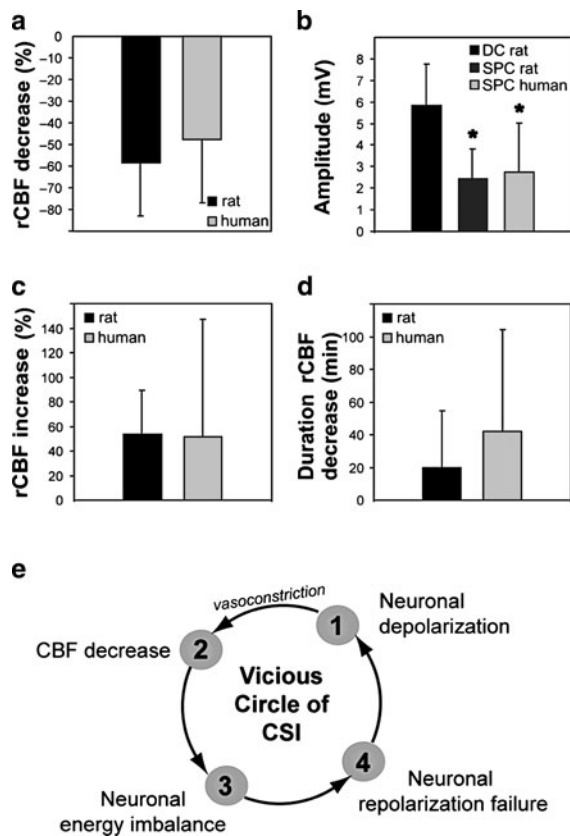 a
rCBF decrease (%)
0
−10
−20
−30
−40
−50
−60
−70
−80
rat
human
b
Amplitude (mV)
8
7
6
5
4
3
2
1
0
DC rat
SPC rat
SPC human
*
*
c
rCBF increase (%)
140
120
100
80
60
40
20
0
rat
human
d
Duration rCBF
decrease (min)
100
80
60
40
20
0
rat
human
e
vasoconstriction
1
Neuronal
depolarization
CBF decrease
2
Vicious
Circle of
CSI
3
4
Neuronal
energy imbalance
Neuronal
repolarization failure